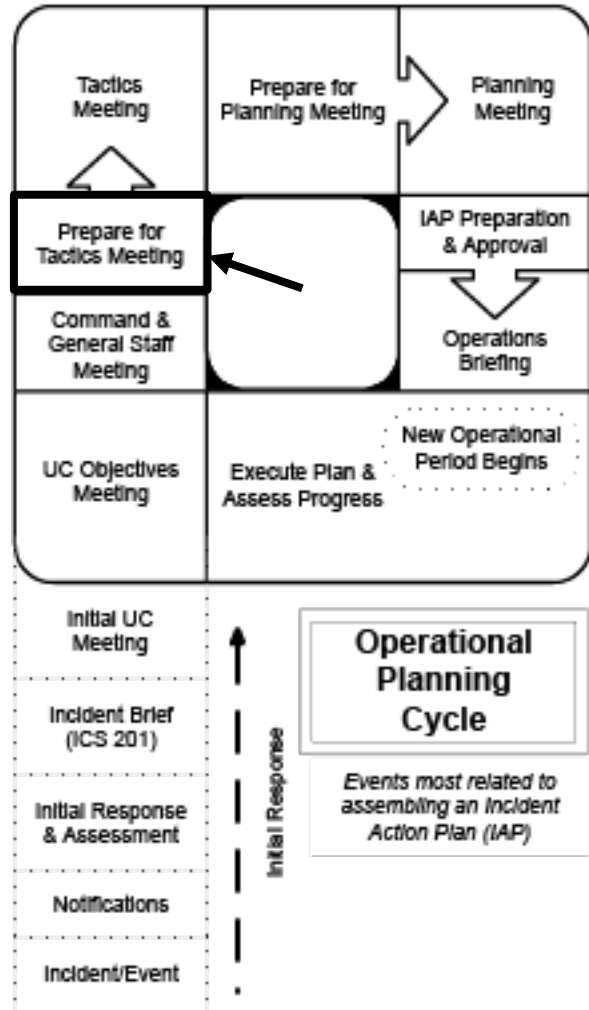 Tactics
Meeting
Prepare for
Planning Meeting
Planning
Meeting
Prepare for
Tactics Meeting
IAP Preparation
& Approval
Command &
General Staff
Meeting
Operations
Briefing
UC Objectives
Meeting
Execute Plan &
Assess Progress
New Operational
Period Begins
Initial UC
Meeting
Incident Brief
(ICS 201)
Initial Response
& Assessment
Notifications
Incident/Event
Initial Response
Operational
Planning
Cycle
Events most related to
assembling an Incident
Action Plan (IAP)